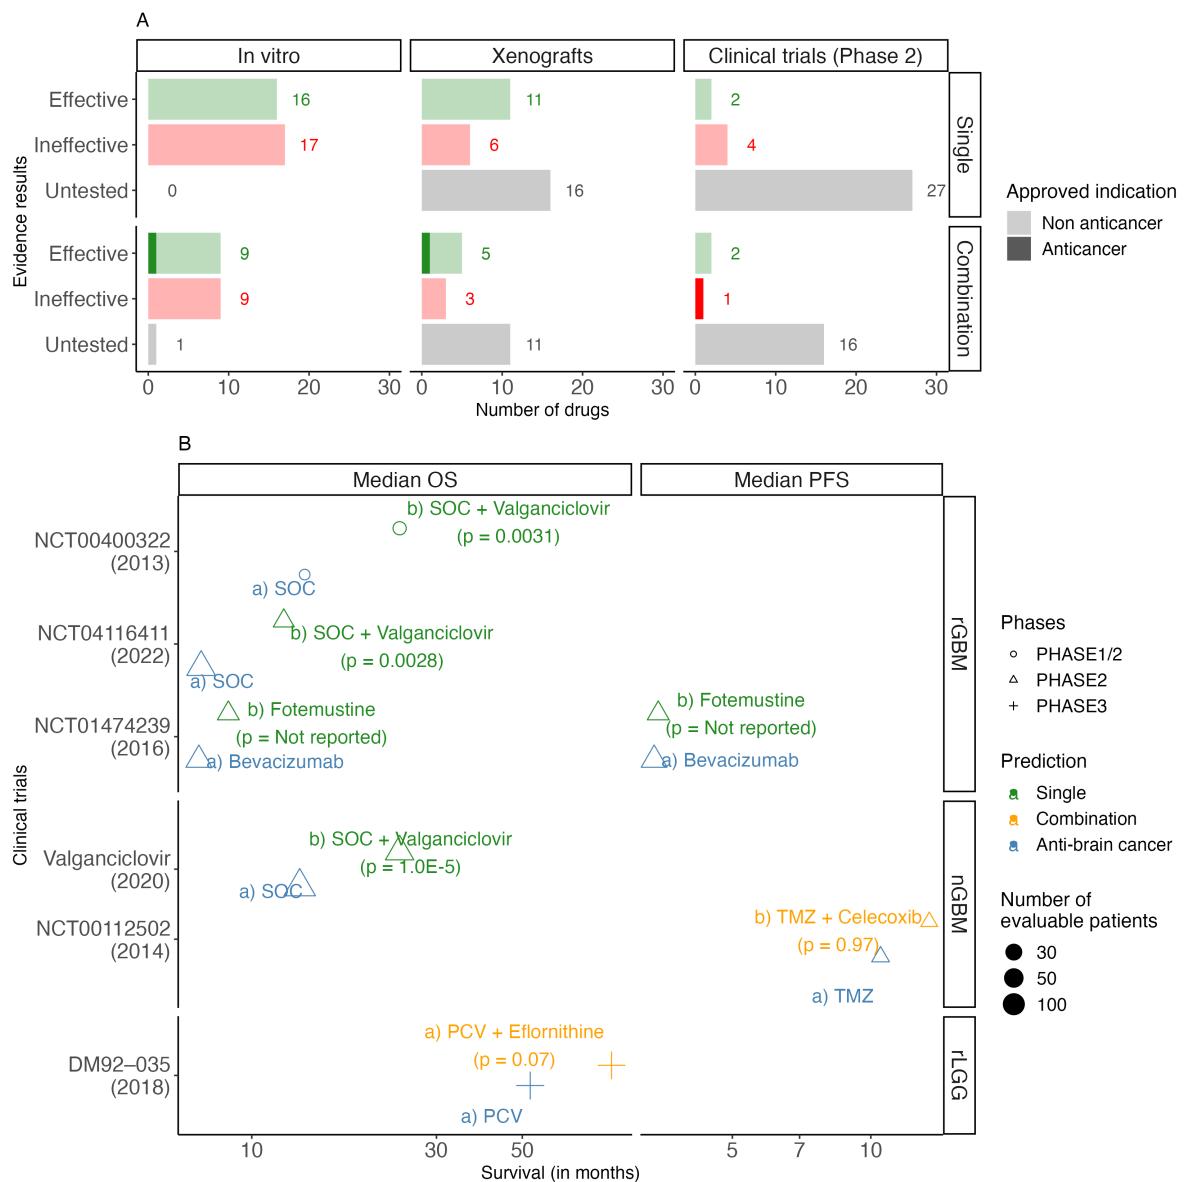 A
In vitro
Xenografts
Clinical trials (Phase 2)
Evidence results
Effective
16
11
2
Ineffective
17
6
4
Untested
0
16
27
Single
Effective
9
5
2
Ineffective
9
3
1
Untested
1
11
16
Combination
0 10 20 30
0 10 20 30
0 10 20 30
Number of drugs
Approved indication
Non anticancer
Anticancer
B
Median OS
Median PFS
Clinical trials
NCT00400322
(2013)
b) SOC + Valganciclovir
(p = 0.0031)
a) SOC
NCT04116411
(2022)
b) SOC + Valganciclovir
(p = 0.0028)
a) SOC
NCT01474239
(2016)
b) Fotemustine
(p = Not reported)
a) Bevacizumab
b) Fotemustine
(p = Not reported)
a) Bevacizumab
rGBM
Valganciclovir
(2020)
b) SOC + Valganciclovir
(p = 1.0E-5)
a) SOC
NCT00112502
(2014)
b) TMZ + Celecoxib
(p = 0.97)
a) TMZ
nGBM
DM92–035
(2018)
a) PCV + Eflornithine
(p = 0.07)
a) PCV
rLGG
10 30 50
5 7 10
Survival (in months)
Phases
PHASE1/2
PHASE2
PHASE3
Prediction
a Single
a Combination
a Anti-brain cancer
Number of
evaluable patients
30
50
100